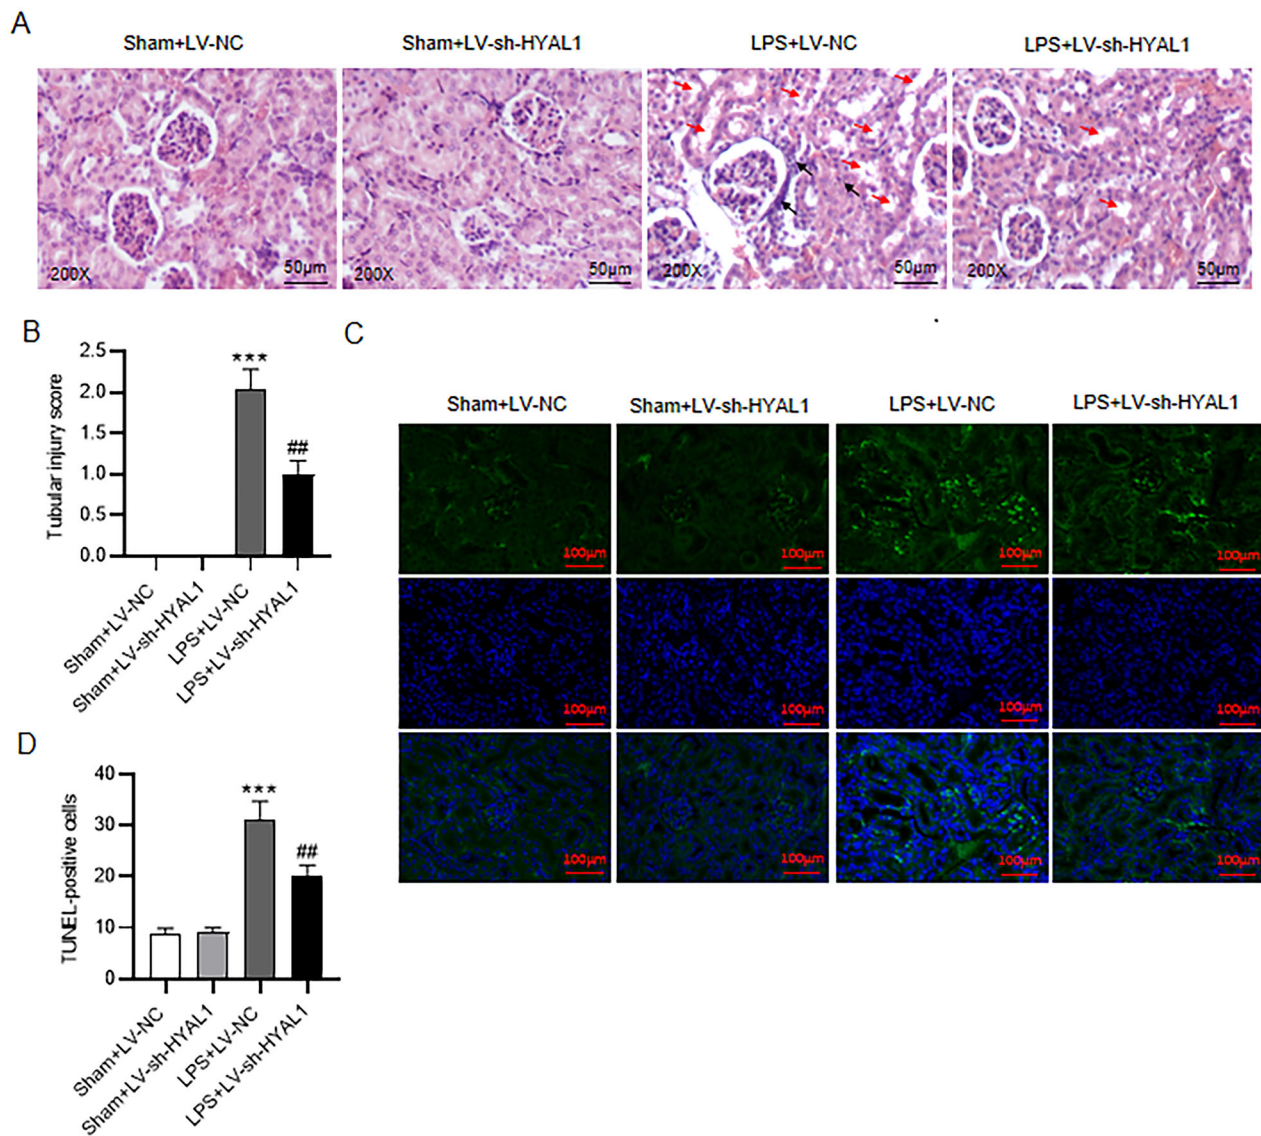 A
Sham+LV-NC Sham+LV-sh-HYAL1 LPS+LV-NC LPS+LV-sh-HYAL1
200X 50μm 200X 50μm 200X 50μm 200X 50μm
B
Tubular injury score
2.5
2.0
1.5
1.0
0.5
0.0
***
##
Sham+LV-NC
Sham+LV-sh-HYAL1
LPS+LV-NC
LPS+LV-sh-HYAL1
C
Sham+LV-NC Sham+LV-sh-HYAL1 LPS+LV-NC LPS+LV-sh-HYAL1
100μm 100μm 100μm 100μm
100μm 100μm 100μm 100μm
100μm 100μm 100μm 100μm
D
TUNEL-positive cells
40
30
20
10
0
***
##
Sham+LV-NC
Sham+LV-sh-HYAL1
LPS+LV-NC
LPS+LV-sh-HYAL1